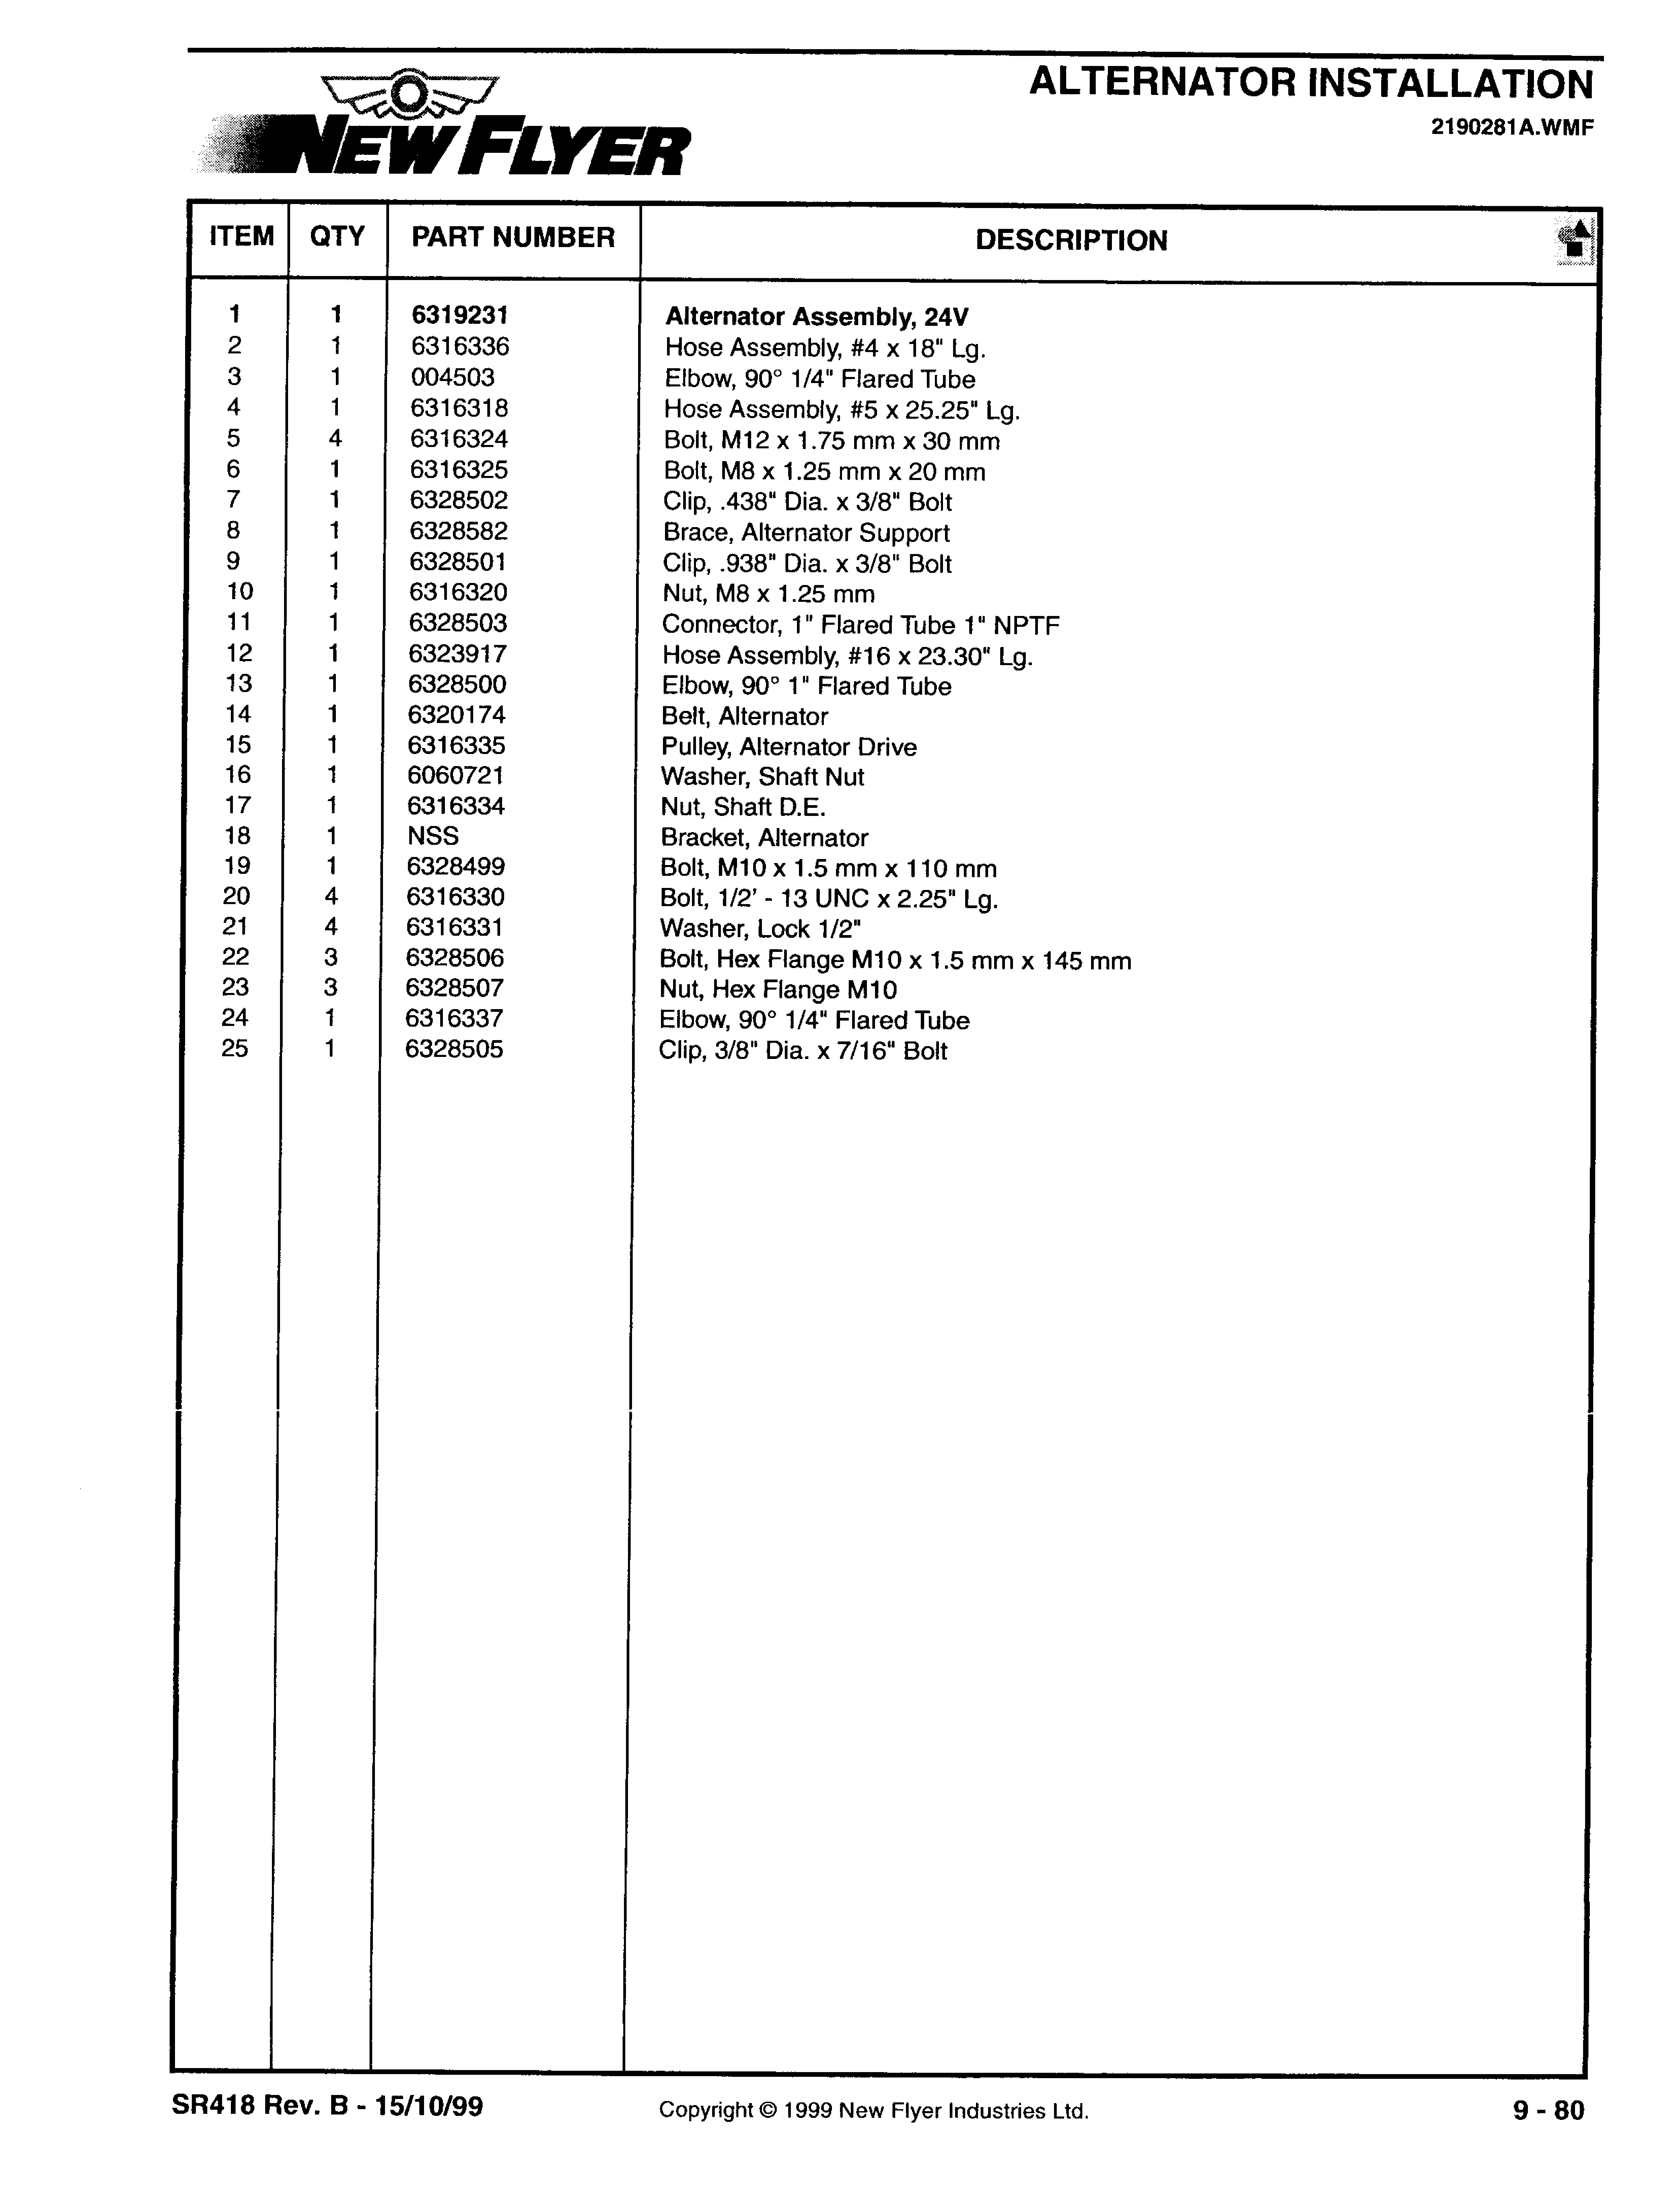 NEW FLYER
ALTERNATOR INSTALLATION
2190281A.WMF
ITEM QTY PART NUMBER DESCRIPTION
1 1 6319231 Alternator Assembly, 24V
2 1 6316336 Hose Assembly, #4 x 18" Lg.
3 1 004503 Elbow, 90° 1/4" Flared Tube
4 1 6316318 Hose Assembly, #5 x 25.25" Lg.
5 4 6316324 Bolt, M12 x 1.75 mm x 30 mm
6 1 6316325 Bolt, M8 x 1.25 mm x 20 mm
7 1 6328502 Clip, .438" Dia. x 3/8" Bolt
8 1 6328582 Brace, Alternator Support
9 1 6328501 Clip, .938" Dia. x 3/8" Bolt
10 1 6316320 Nut, M8 x 1.25 mm
11 1 6328503 Connector, 1" Flared Tube 1" NPTF
12 1 6323917 Hose Assembly, #16 x 23.30" Lg.
13 1 6328500 Elbow, 90° 1" Flared Tube
14 1 6320174 Belt, Alternator
15 1 6316335 Pulley, Alternator Drive
16 1 6060721 Washer, Shaft Nut
17 1 6316334 Nut, Shaft D.E.
18 1 NSS Bracket, Alternator
19 1 6328499 Bolt, M10 x 1.5 mm x 110 mm
20 4 6316330 Bolt, 1/2' - 13 UNC x 2.25" Lg.
21 4 6316331 Washer, Lock 1/2"
22 3 6328506 Bolt, Hex Flange M10 x 1.5 mm x 145 mm
23 3 6328507 Nut, Hex Flange M10
24 1 6316337 Elbow, 90° 1/4" Flared Tube
25 1 6328505 Clip, 3/8" Dia. x 7/16" Bolt
SR418 Rev. B - 15/10/99 Copyright © 1999 New Flyer Industries Ltd. 9 - 80